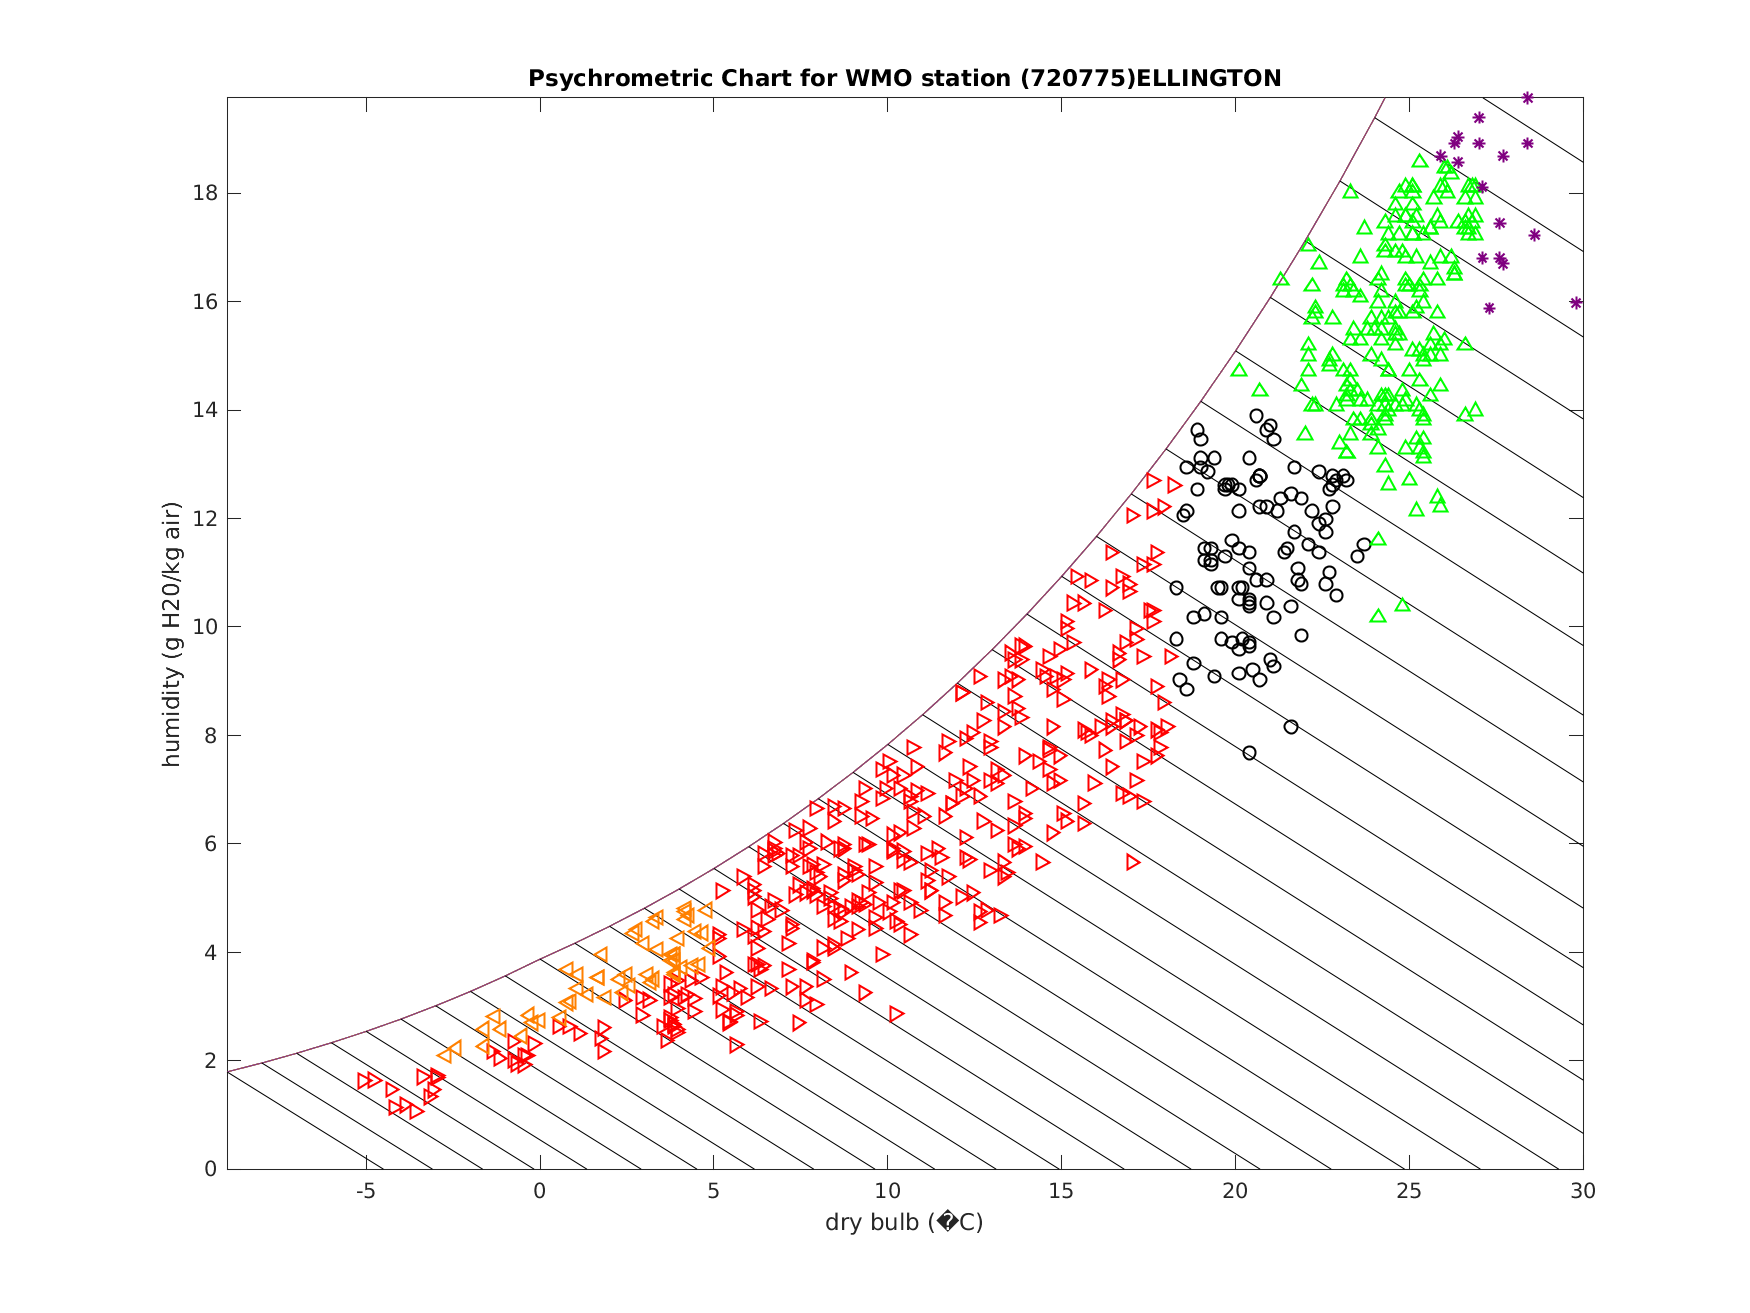 Psychrometric Chart for WMO station (720775)ELLINGTON
humidity (g H20/kg air)
18
16
14
12
10
8
6
4
2
0
-5 0 5 10 15 20 25 30
dry bulb (�C)